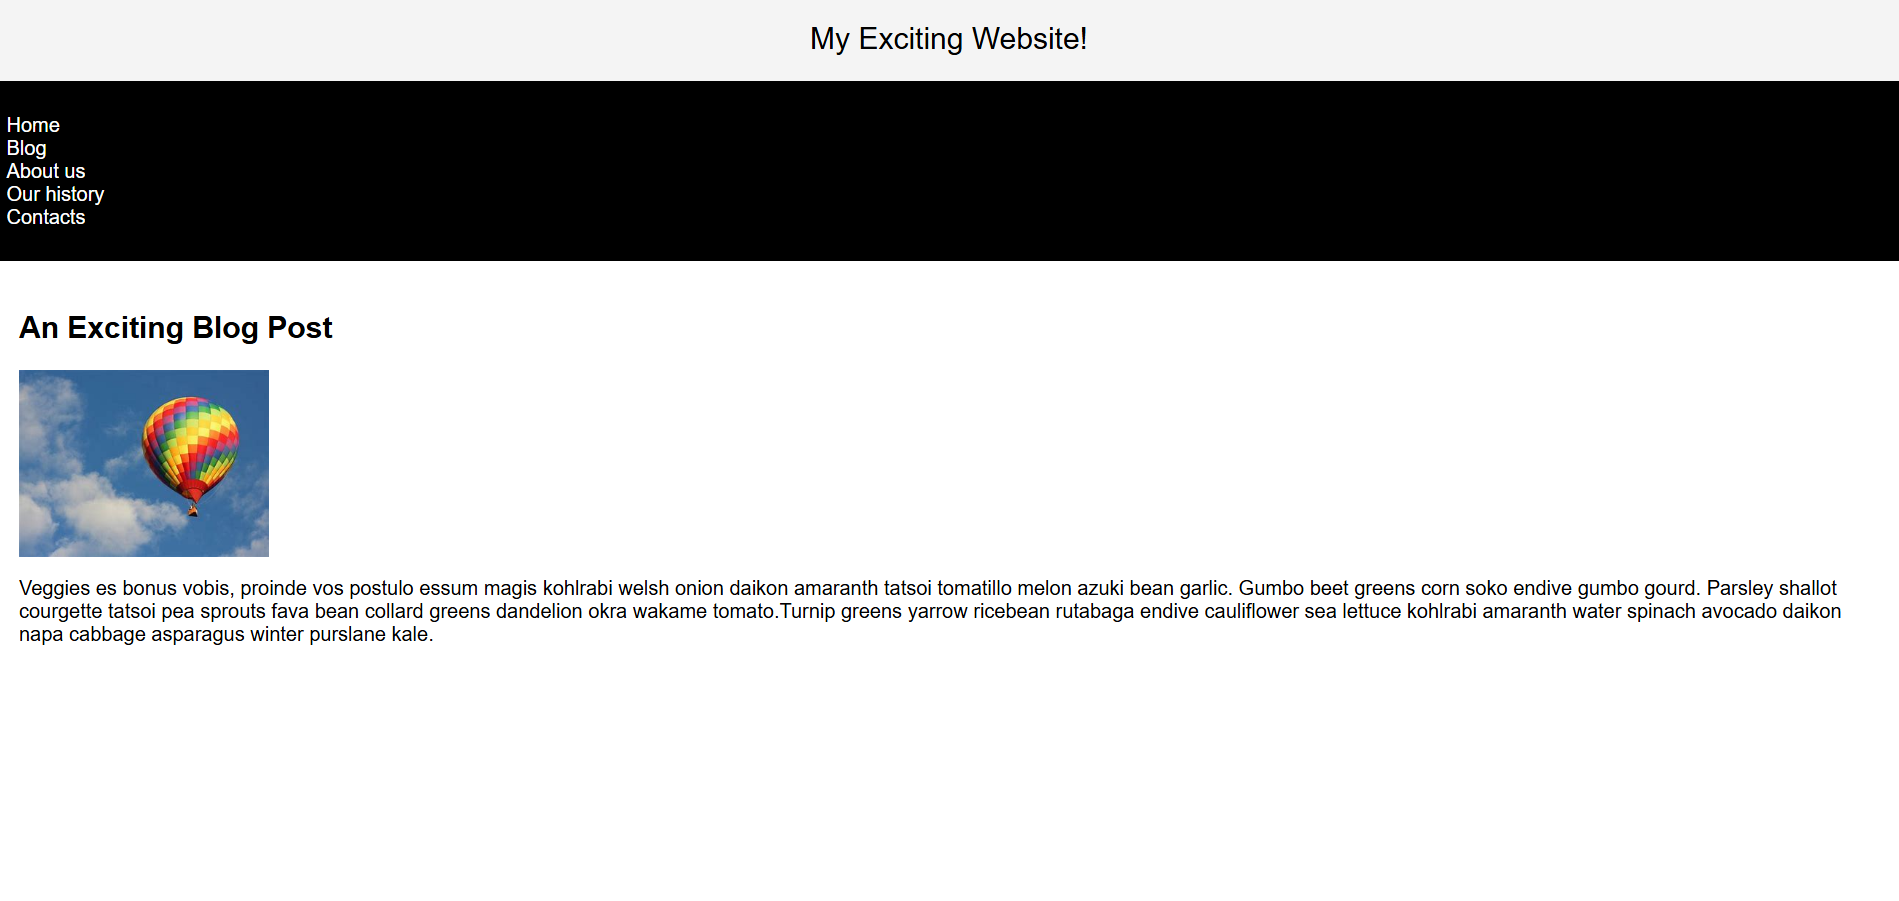 My Exciting Website!
Home
Blog
About us
Our history
Contacts
An Exciting Blog Post
Veggies es bonus vobis, proinde vos postulo essum magis kohlrabi welsh onion daikon amaranth tatsoi tomatillo melon azuki bean garlic. Gumbo beet greens corn soko endive gumbo gourd. Parsley shallot
courgette tatsoi pea sprouts fava bean collard greens dandelion okra wakame tomato.Turnip greens yarrow ricebean rutabaga endive cauliflower sea lettuce kohlrabi amaranth water spinach avocado daikon
napa cabbage asparagus winter purslane kale.